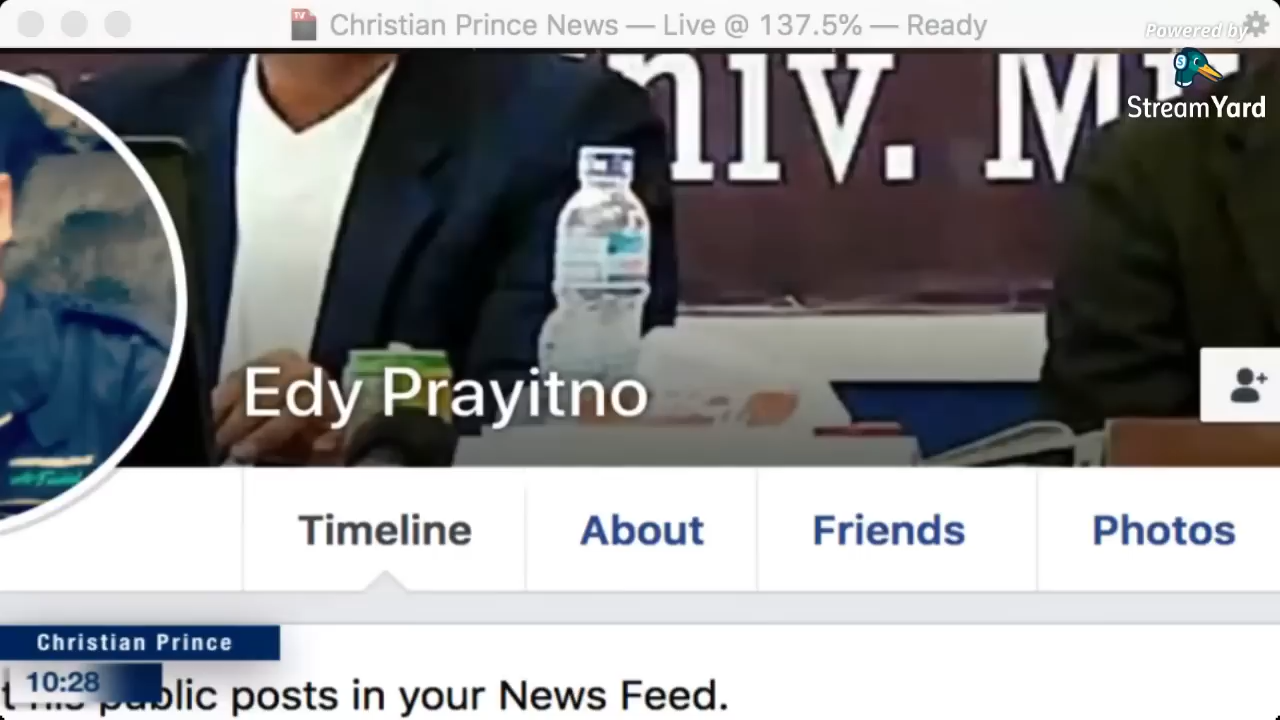 Christian Prince News — Live @ 137.5% — Ready
Powered by
StreamYard
niv. M
Edy Prayitno
Timeline
About
Friends
Photos
Christian Prince
10:28
public posts in your News Feed.